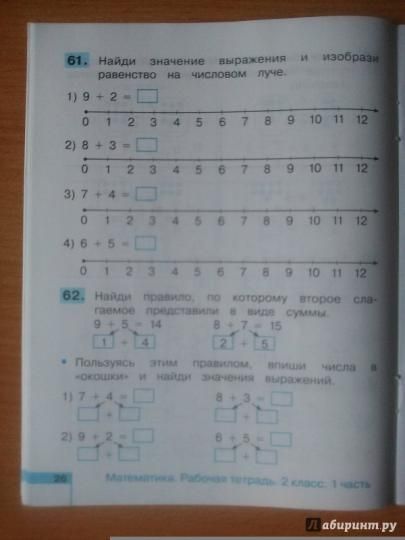 61. Найди значение выражения и изобрази
равенство на числовом луче.
1) 9 + 2 =
0 1 2 3 4 5 6 7 8 9 10 11 12
2) 8 + 3 =
0 1 2 3 4 5 6 7 8 9 10 11 12
3) 7 + 4 =
0 1 2 3 4 5 6 7 8 9 10 11 12
4) 6 + 5 =
0 1 2 3 4 5 6 7 8 9 10 11 12
62. Найди правило, по которому второе сла-
гаемое представили в виде суммы.
9 + 5 = 14 8 + 7 = 15
1 + 4 2 + 5
• Пользуясь этим правилом, впиши числа в
«окошки» и найди значения выражений.
1) 7 + 4 = 8 + 3 =
+ +
2) 9 + 2 = 6 + 5 =
+ +
26 Математика. Рабочая тетрадь. 2 класс. 1 часть
лабиринт.ру